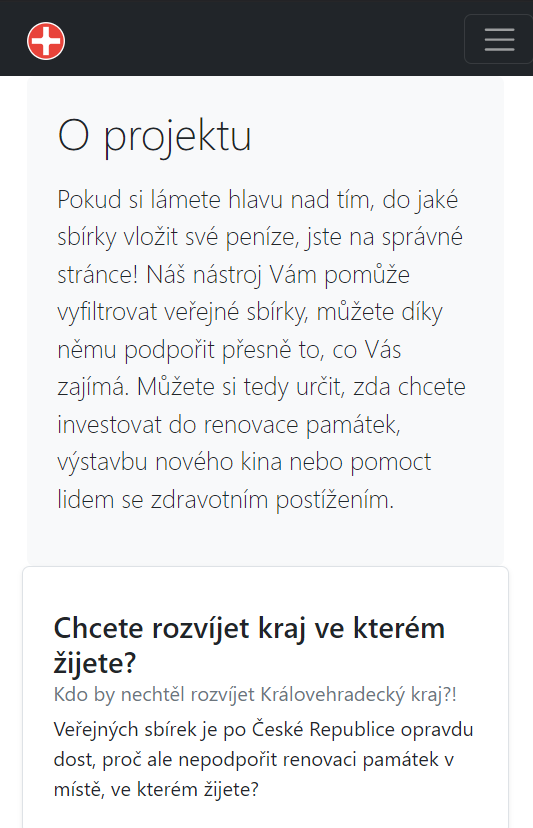 O projektu
Pokud si lámete hlavu nad tím, do jaké
sbírky vložit své peníze, jste na správné
stránce! Náš nástroj Vám pomůže
vyfiltrovat veřejné sbírky, můžete díky
němu podpořit přesně to, co Vás
zajímá. Můžete si tedy určit, zda chcete
investovat do renovace památek,
výstavbu nového kina nebo pomoct
lidem se zdravotním postížením.
Chcete rozvíjet kraj ve kterém
žijete?
Kdo by nechtěl rozvíjet Královehradecký kraj?!
Veřejných sbírek je po České Republice opravdu
dost, proč ale nepodpořit renovaci památek v
místě, ve kterém žijete?